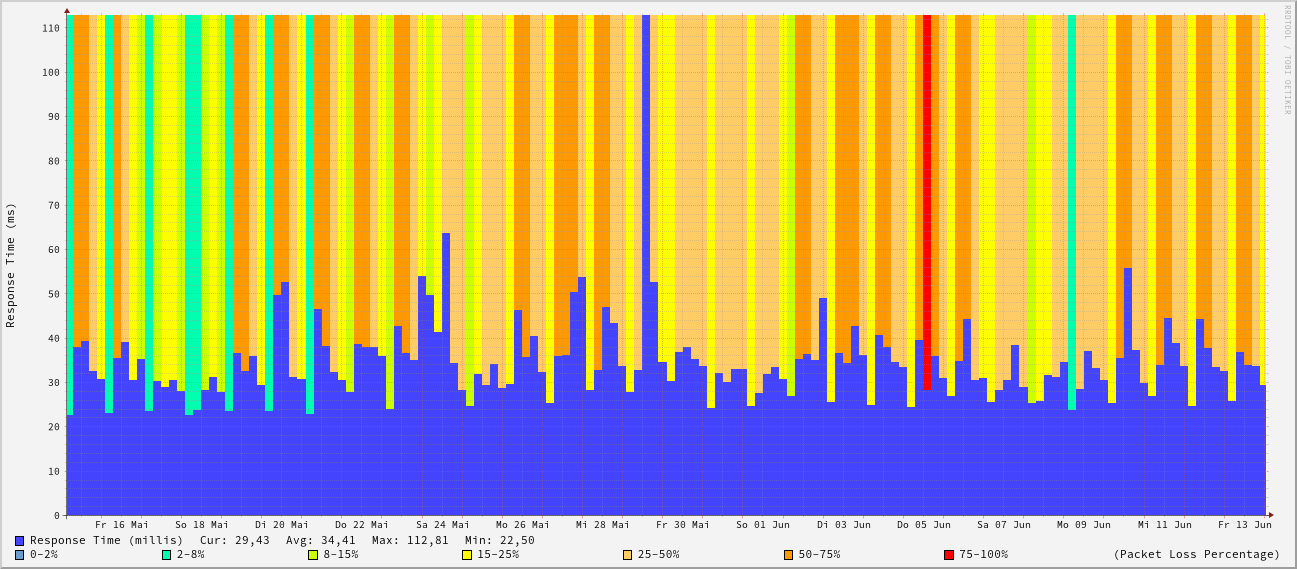 RRDTOOL / TOBI OETIKER
Response Time (ms)
110
100
90
80
70
60
50
40
30
20
10
0
Fr 16 Mai So 18 Mai Di 20 Mai Do 22 Mai Sa 24 Mai Mo 26 Mai Mi 28 Mai Fr 30 Mai So 01 Jun Di 03 Jun Do 05 Jun Sa 07 Jun Mo 09 Jun Mi 11 Jun Fr 13 Jun
Response Time (millis) Cur: 29,43 Avg: 34,41 Max: 112,81 Min: 22,50
0-2% 2-8% 8-15% 15-25% 25-50% 50-75% 75-100% (Packet Loss Percentage)